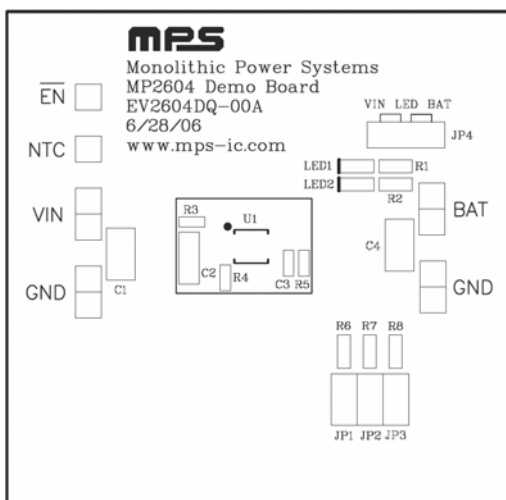 mps
Monolithic Power Systems
MP2604 Demo Board
EV2604DQ-00A
6/28/06
www.mps-ic.com
EN
NTC
VIN
GND
C1
R3
U1
C2
R4
C3 R5
VIN LED BAT
JP4
LED1
R1
LED2
R2
BAT
C4
GND
R6 R7 R8
JP1 JP2 JP3